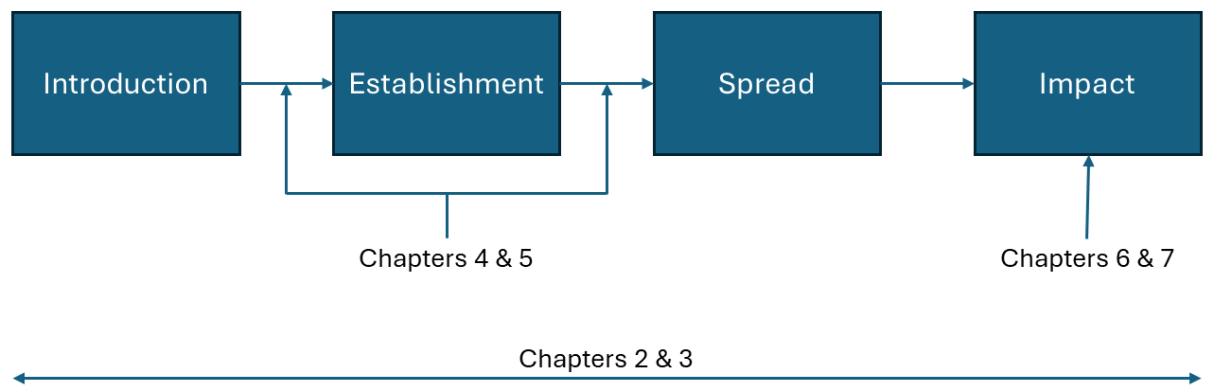 Introduction
Establishment
Spread
Impact
Chapters 4 & 5
Chapters 6 & 7
Chapters 2 & 3